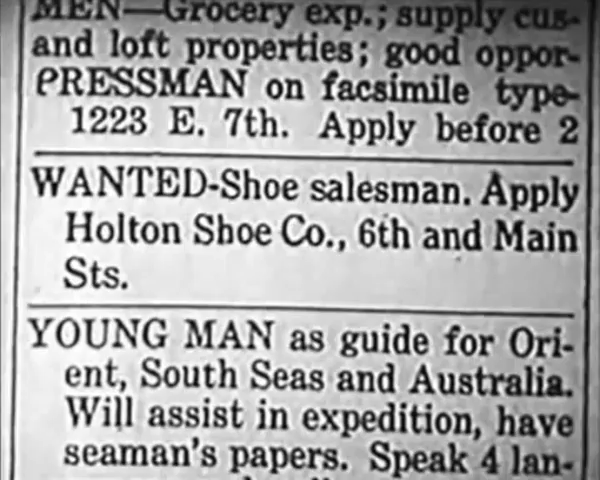 MEN—Grocery exp.; supply cus-
and loft properties; good oppor-
PRESSMAN on facsimile type-
1223 E. 7th. Apply before 2
WANTED-Shoe salesman. Apply
Holton Shoe Co., 6th and Main
Sts.
YOUNG MAN as guide for Ori-
ent, South Seas and Australia.
Will assist in expedition, have
seaman's papers. Speak 4 lan-